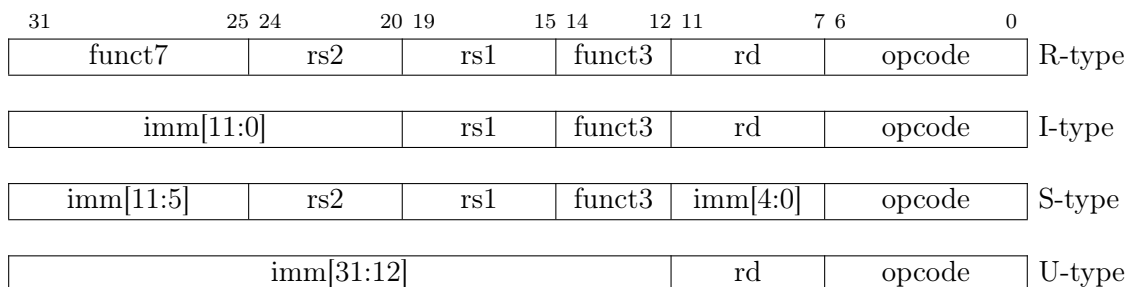 31 25 24 20 19 15 14 12 11 7 6 0
funct7 rs2 rs1 funct3 rd opcode R-type
imm[11:0] rs1 funct3 rd opcode I-type
imm[11:5] rs2 rs1 funct3 imm[4:0] opcode S-type
imm[31:12] rd opcode U-type